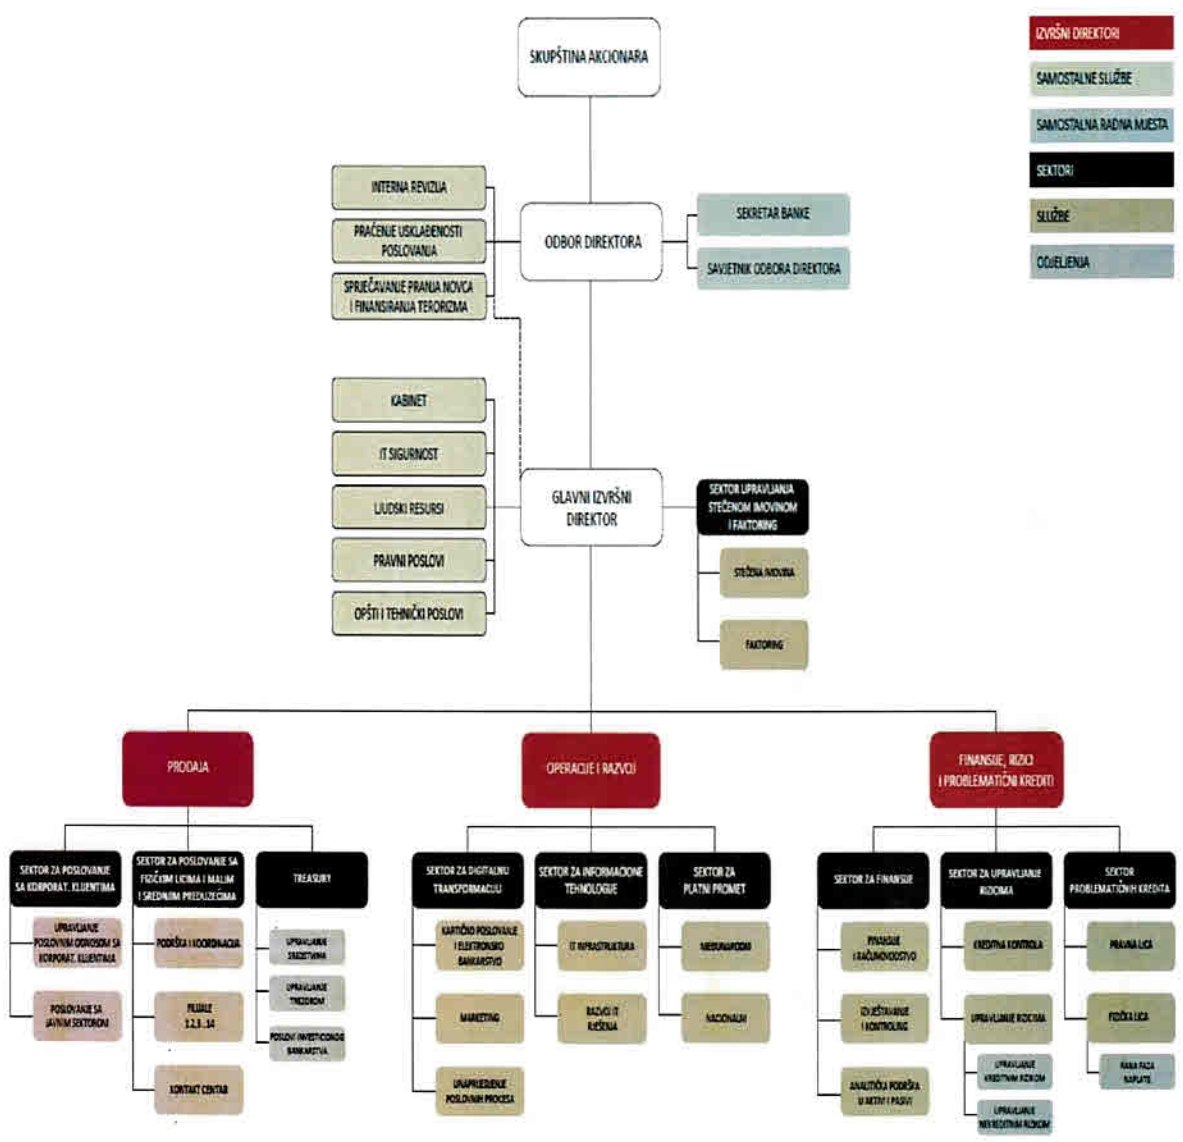 SKUPŠTINA AKCIONARA
IZVRŠNI DIREKTORI
SAMOSTALNE SLUŽBE
SAMOSTALNA RADNA MJESTA
SEKTORI
SLUŽBE
ODJELJENJA
INTERNA REVIZIJA
PRAĆENJE USKLAĐENOSTI
POSLOVANJA
SPRJEČAVANJE PRANJA NOVCA
I FINANSIRANJA TERORIZMA
ODBOR DIREKTORA
SEKRETAR BANKE
SAVJETNIK ODBORA DIREKTORA
KABINET
IT SIGURNOST
LJUDSKI RESURSI
PRAVNI POSLOVI
OPŠTI I TEHNIČKI POSLOVI
GLAVNI IZVRŠNI
DIREKTOR
SEKTOR UPRAVLJANJA
STEČENOM IMOVINOM
I FAKTORING
STEČENA IMOVINA
FAKTORING
PRODAJA
OPERACIJE I RAZVOJ
FINANSIJE, RIZICI
I PROBLEMATIČNI KREDITI
SEKTOR ZA POSLOVANJE
SA KORPORAT. KLIJENTIMA
UPRAVLJANJE
POSLOVNIM ODNOSOM SA
KORPORAT. KLIJENTIMA
POSLOVANJE SA
JAVNIM SEKTOROM
SEKTOR ZA POSLOVANJE SA
FIZIČKIM LICIMA I MALIM
I SREDNJIM PREDUZEĆIMA
PODRŠKA I KOORDINACIJA
FILIJALE
1,2,3...14
KONTAKT CENTAR
TREASURY
UPRAVLJANJE
SREDSTVIMA
UPRAVLJANJE
TREZOROM
POSLOVI INVESTICIONOG
BANKARSTVA
SEKTOR ZA DIGITALNU
TRANSFORMACIJU
KARTIČNO POSLOVANJE
I ELEKTRONSKO
BANKARSTVO
MARKETING
UNAPRJEĐENJE
POSLOVNIH PROCESA
SEKTOR ZA INFORMACIONE
TEHNOLOGIJE
IT INFRASTRUKTURA
RAZVOJ IT
RJEŠENJA
SEKTOR ZA
PLATNI PROMET
MEĐUNARODNI
NACIONALNI
SEKTOR ZA FINANSIJE
FINANSIJE
I RAČUNOVODSTVO
IZVJEŠTAVANJE
I KONTROLING
ANALITIČKA PODRŠKA
U AKTIVI I PASIVI
SEKTOR ZA UPRAVLJANJE
RIZICIMA
KREDITNA KONTROLA
UPRAVLJANJE RIZICIMA
UPRAVLJANJE
KREDITNIM RIZIKOM
UPRAVLJANJE
NEKREDITNIM RIZIKOM
SEKTOR
PROBLEMATIČNIH KREDITA
PRAVNA LICA
FIZIČKA LICA
RANA FAZA
NAPLATE